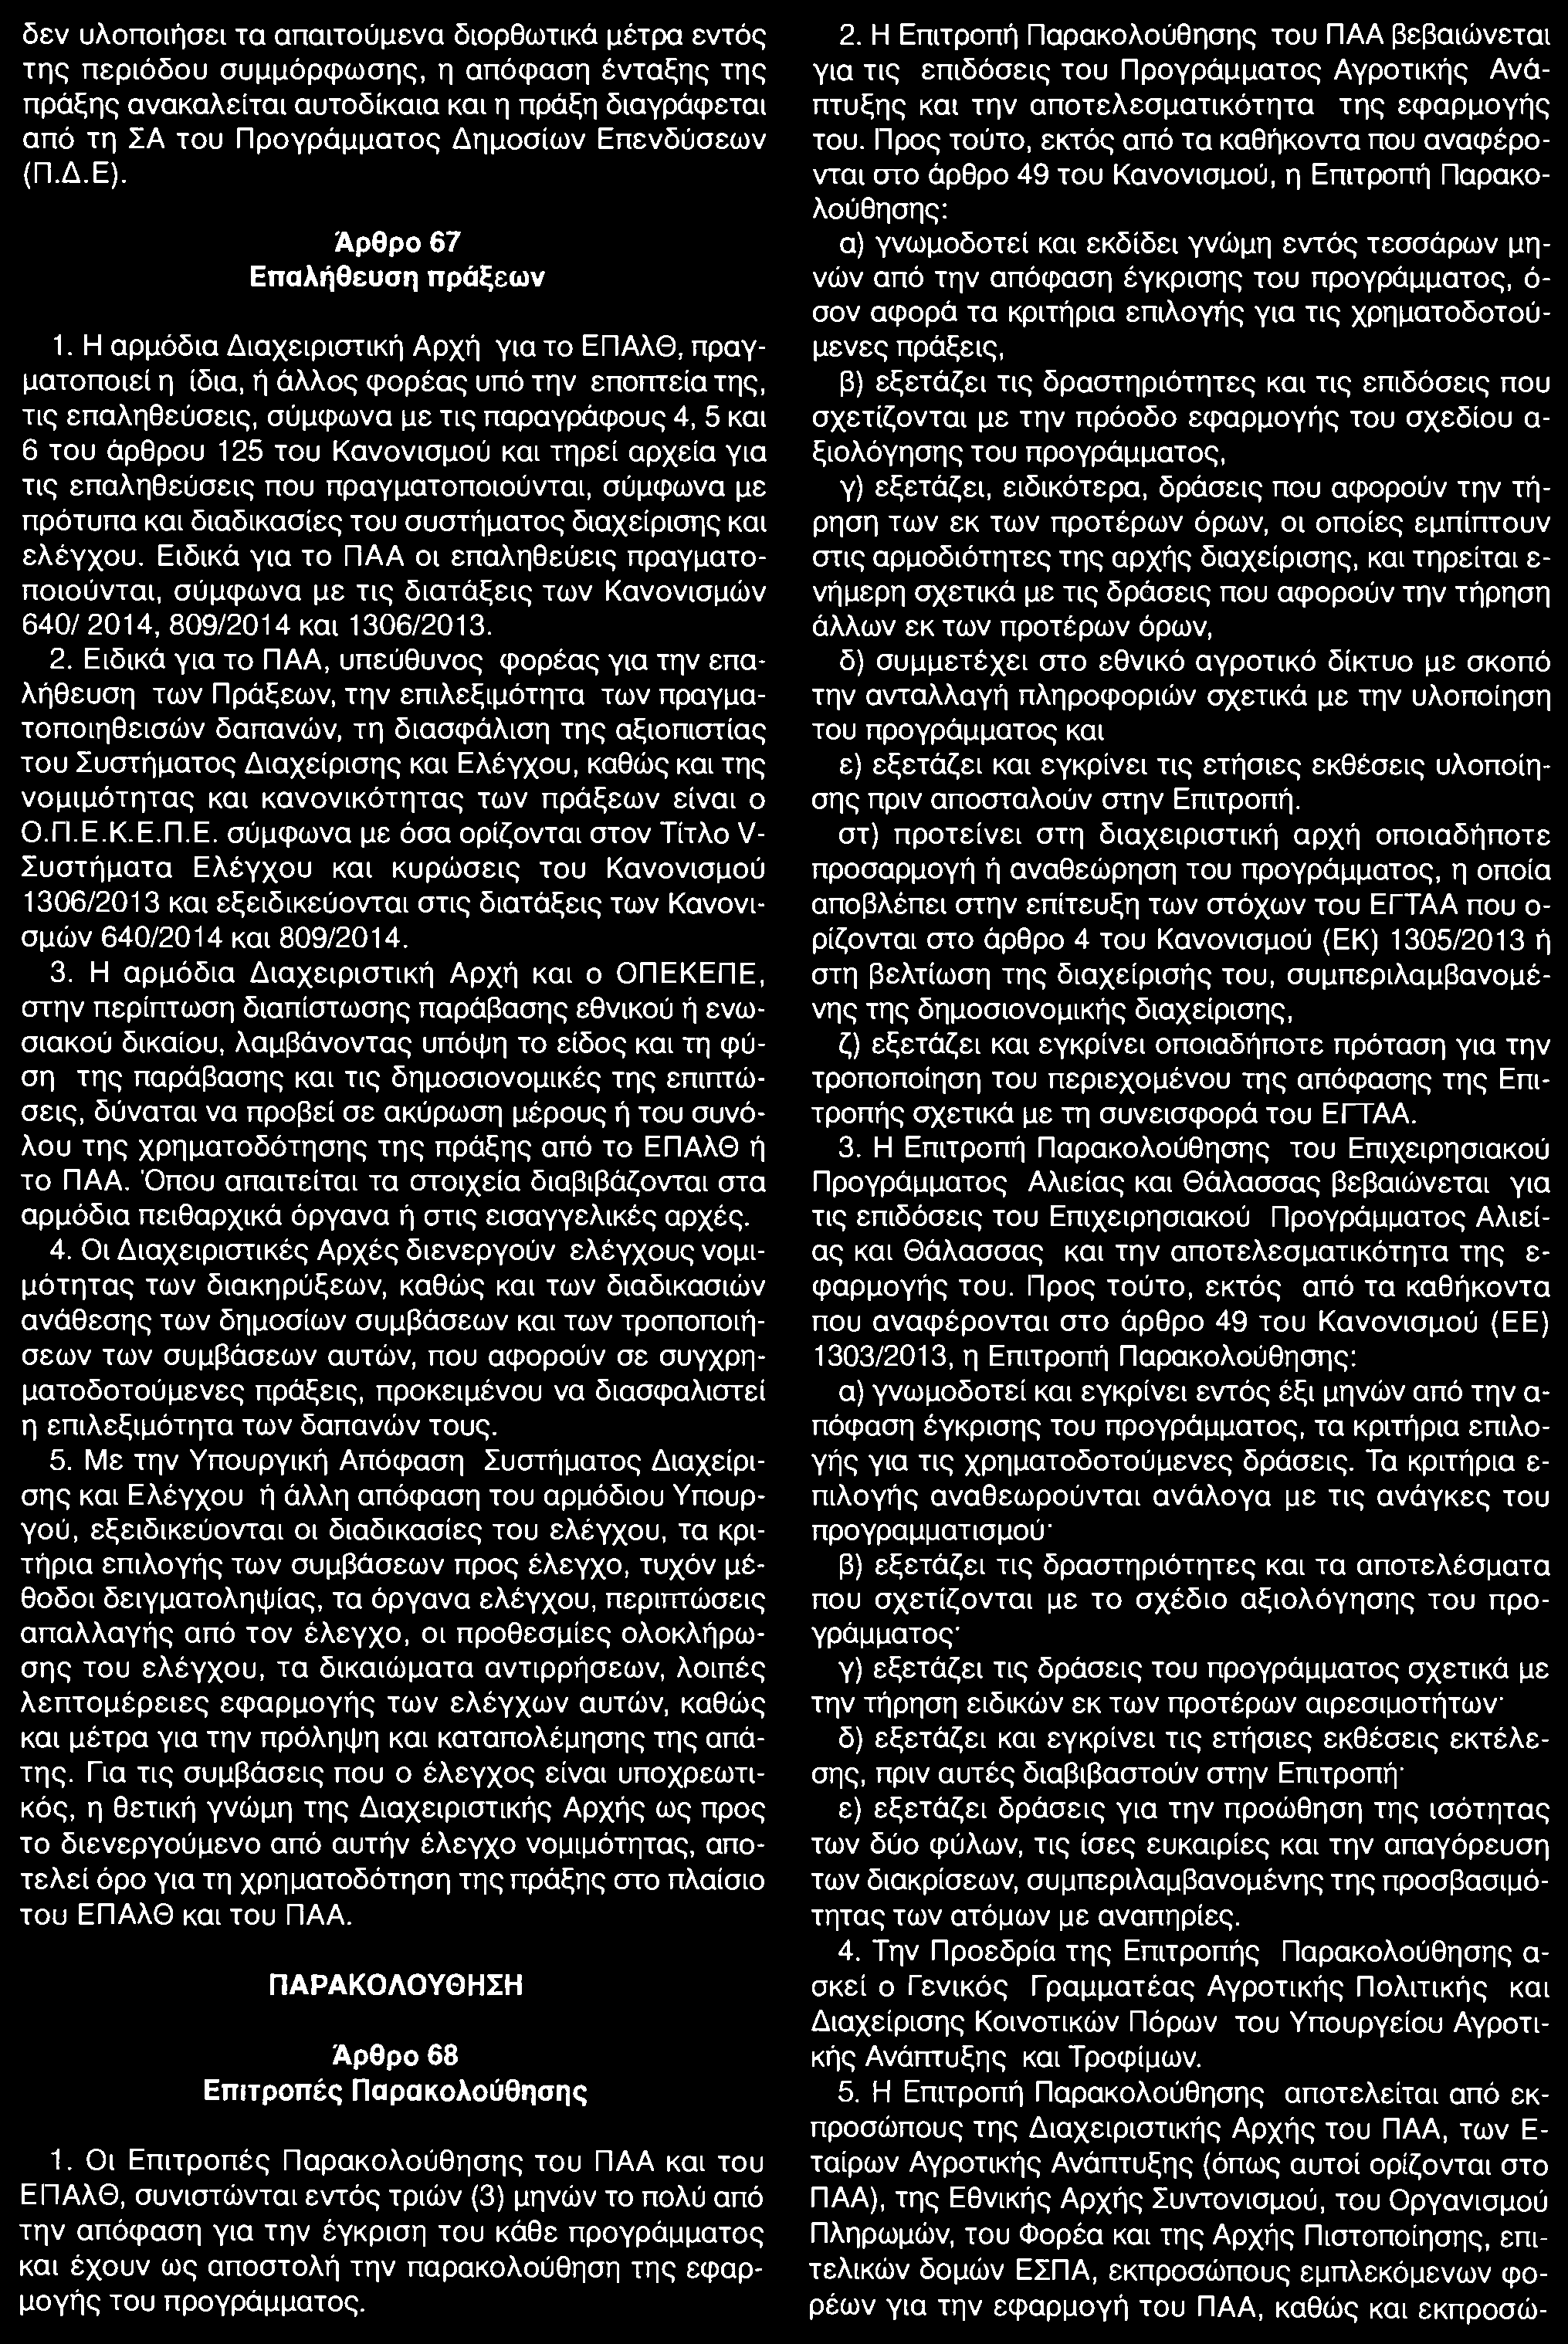 δεν υλοποιήσει τα απαιτούμενα διορθωτικά μέτρα εντός
της περιόδου συμμόρφωσης, η απόφαση ένταξης της
πράξης ανακαλείται αυτοδίκαια και η πράξη διαγράφεται
από τη ΣΑ του Προγράμματος Δημοσίων Επενδύσεων
(Π.Δ.Ε).
Άρθρο 67
Επαλήθευση πράξεων
1. Η αρμόδια Διαχειριστική Αρχή για το ΕΠΑλΘ, πραγ-
ματοποιεί η ίδια, ή άλλος φορέας υπό την εποπτεία της,
τις επαληθεύσεις, σύμφωνα με τις παραγράφους 4, 5 και
6 του άρθρου 125 του Κανονισμού και τηρεί αρχεία για
τις επαληθεύσεις που πραγματοποιούνται, σύμφωνα με
πρότυπα και διαδικασίες του συστήματος διαχείρισης και
ελέγχου. Ειδικά για το ΠΑΑ οι επαληθεύεις πραγματο-
ποιούνται, σύμφωνα με τις διατάξεις των Κανονισμών
640/ 2014, 809/2014 και 1306/2013.
2. Ειδικά για το ΠΑΑ, υπεύθυνος φορέας για την επα-
λήθευση των Πράξεων, την επιλεξιμότητα των πραγμα-
τοποιηθεισών δαπανών, τη διασφάλιση της αξιοπιστίας
του Συστήματος Διαχείρισης και Ελέγχου, καθώς και της
νομιμότητας και κανονικότητας των πράξεων είναι ο
Ο.Π.Ε.Κ.Ε.Π.Ε. σύμφωνα με όσα ορίζονται στον Τίτλο V-
Συστήματα Ελέγχου και κυρώσεις του Κανονισμού
1306/2013 και εξειδικεύονται στις διατάξεις των Κανονι-
σμών 640/2014 και 809/2014.
3. Η αρμόδια Διαχειριστική Αρχή και ο ΟΠΕΚΕΠΕ,
στην περίπτωση διαπίστωσης παράβασης εθνικού ή ενω-
σιακού δικαίου, λαμβάνοντας υπόψη το είδος και τη φύ-
ση της παράβασης και τις δημοσιονομικές της επιπτώ-
σεις, δύναται να προβεί σε ακύρωση μέρους ή του συνό-
λου της χρηματοδότησης της πράξης από το ΕΠΑλΘ ή
το ΠΑΑ. Όπου απαιτείται τα στοιχεία διαβιβάζονται στα
αρμόδια πειθαρχικά όργανα ή στις εισαγγελικές αρχές.
4. Οι Διαχειριστικές Αρχές διενεργούν ελέγχους νομι-
μότητας των διακηρύξεων, καθώς και των διαδικασιών
ανάθεσης των δημοσίων συμβάσεων και των τροποποιή-
σεων των συμβάσεων αυτών, που αφορούν σε συγχρη-
ματοδοτούμενες πράξεις, προκειμένου να διασφαλιστεί
η επιλεξιμότητα των δαπανών τους.
5. Με την Υπουργική Απόφαση Συστήματος Διαχείρι-
σης και Ελέγχου ή άλλη απόφαση του αρμόδιου Υπουρ-
γού, εξειδικεύονται οι διαδικασίες του ελέγχου, τα κρι-
τήρια επιλογής των συμβάσεων προς έλεγχο, τυχόν μέ-
θοδοι δειγματοληψίας, τα όργανα ελέγχου, περιπτώσεις
απαλλαγής από τον έλεγχο, οι προθεσμίες ολοκλήρω-
σης του ελέγχου, τα δικαιώματα αντιρρήσεων, λοιπές
λεπτομέρειες εφαρμογής των ελέγχων αυτών, καθώς
και μέτρα για την πρόληψη και καταπολέμησης της απά-
της. Για τις συμβάσεις που ο έλεγχος είναι υποχρεωτι-
κός, η θετική γνώμη της Διαχειριστικής Αρχής ως προς
το διενεργούμενο από αυτήν έλεγχο νομιμότητας, απο-
τελεί όρο για τη χρηματοδότηση της πράξης στο πλαίσιο
του ΕΠΑλΘ και του ΠΑΑ.
ΠΑΡΑΚΟΛΟΥΘΗΣΗ
Άρθρο 68
Επιτροπές Παρακολούθησης
1. Οι Επιτροπές Παρακολούθησης του ΠΑΑ και του
ΕΠΑλΘ, συνιστώνται εντός τριών (3) μηνών το πολύ από
την απόφαση για την έγκριση του κάθε προγράμματος
και έχουν ως αποστολή την παρακολούθηση της εφαρ-
μογής του προγράμματος.
2. Η Επιτροπή Παρακολούθησης του ΠΑΑ βεβαιώνεται
για τις επιδόσεις του Προγράμματος Αγροτικής Ανά-
πτυξης και την αποτελεσματικότητα της εφαρμογής
του. Προς τούτο, εκτός από τα καθήκοντα που αναφέρο-
νται στο άρθρο 49 του Κανονισμού, η Επιτροπή Παρακο-
λούθησης:
α) γνωμοδοτεί και εκδίδει γνώμη εντός τεσσάρων μη-
νών από την απόφαση έγκρισης του προγράμματος, ό-
σον αφορά τα κριτήρια επιλογής για τις χρηματοδοτού-
μενες πράξεις,
β) εξετάζει τις δραστηριότητες και τις επιδόσεις που
σχετίζονται με την πρόοδο εφαρμογής του σχεδίου α-
ξιολόγησης του προγράμματος,
γ) εξετάζει, ειδικότερα, δράσεις που αφορούν την τή-
ρηση των εκ των προτέρων όρων, οι οποίες εμπίπτουν
στις αρμοδιότητες της αρχής διαχείρισης, και τηρείται ε-
νήμερη σχετικά με τις δράσεις που αφορούν την τήρηση
άλλων εκ των προτέρων όρων,
δ) συμμετέχει στο εθνικό αγροτικό δίκτυο με σκοπό
την ανταλλαγή πληροφοριών σχετικά με την υλοποίηση
του προγράμματος και
ε) εξετάζει και εγκρίνει τις ετήσιες εκθέσεις υλοποίη-
σης πριν αποσταλούν στην Επιτροπή.
στ) προτείνει στη διαχειριστική αρχή οποιαδήποτε
προσαρμογή ή αναθεώρηση του προγράμματος, η οποία
αποβλέπει στην επίτευξη των στόχων του ΕΓΤΑΑ που ο-
ρίζονται στο άρθρο 4 του Κανονισμού (ΕΚ) 1305/2013 ή
στη βελτίωση της διαχείρισής του, συμπεριλαμβανομέ-
νης της δημοσιονομικής διαχείρισης,
ζ) εξετάζει και εγκρίνει οποιαδήποτε πρόταση για την
τροποποίηση του περιεχομένου της απόφασης της Επι-
τροπής σχετικά με τη συνεισφορά του ΕΓΤΑΑ.
3. Η Επιτροπή Παρακολούθησης του Επιχειρησιακού
Προγράμματος Αλιείας και Θάλασσας βεβαιώνεται για
τις επιδόσεις του Επιχειρησιακού Προγράμματος Αλιεί-
ας και Θάλασσας και την αποτελεσματικότητα της ε-
φαρμογής του. Προς τούτο, εκτός από τα καθήκοντα
που αναφέρονται στο άρθρο 49 του Κανονισμού (ΕΕ)
1303/2013, η Επιτροπή Παρακολούθησης:
α) γνωμοδοτεί και εγκρίνει εντός έξι μηνών από την α-
πόφαση έγκρισης του προγράμματος, τα κριτήρια επιλο-
γής για τις χρηματοδοτούμενες δράσεις. Τα κριτήρια ε-
πιλογής αναθεωρούνται ανάλογα με τις ανάγκες του
προγραμματισμού·
β) εξετάζει τις δραστηριότητες και τα αποτελέσματα
που σχετίζονται με το σχέδιο αξιολόγησης του προ-
γράμματος·
γ) εξετάζει τις δράσεις του προγράμματος σχετικά με
την τήρηση ειδικών εκ των προτέρων αιρεσιμοτήτων·
δ) εξετάζει και εγκρίνει τις ετήσιες εκθέσεις εκτέλε-
σης, πριν αυτές διαβιβαστούν στην Επιτροπή·
ε) εξετάζει δράσεις για την προώθηση της ισότητας
των δύο φύλων, τις ίσες ευκαιρίες και την απαγόρευση
των διακρίσεων, συμπεριλαμβανομένης της προσβασιμό-
τητας των ατόμων με αναπηρίες.
4. Την Προεδρία της Επιτροπής Παρακολούθησης α-
σκεί ο Γενικός Γραμματέας Αγροτικής Πολιτικής και
Διαχείρισης Κοινοτικών Πόρων του Υπουργείου Αγροτι-
κής Ανάπτυξης και Τροφίμων.
5. Η Επιτροπή Παρακολούθησης αποτελείται από εκ-
προσώπους της Διαχειριστικής Αρχής του ΠΑΑ, των Ε-
ταίρων Αγροτικής Ανάπτυξης (όπως αυτοί ορίζονται στο
ΠΑΑ), της Εθνικής Αρχής Συντονισμού, του Οργανισμού
Πληρωμών, του Φορέα και της Αρχής Πιστοποίησης, επι-
τελικών δομών ΕΣΠΑ, εκπροσώπους εμπλεκόμενων φο-
ρέων για την εφαρμογή του ΠΑΑ, καθώς και εκπροσώ-